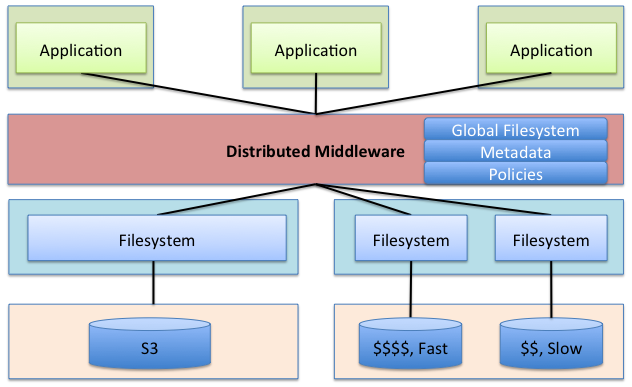 Application
Application
Application
Distributed Middleware
Global Filesystem
Metadata
Policies
Filesystem
Filesystem
Filesystem
S3
$$$$, Fast
$$, Slow